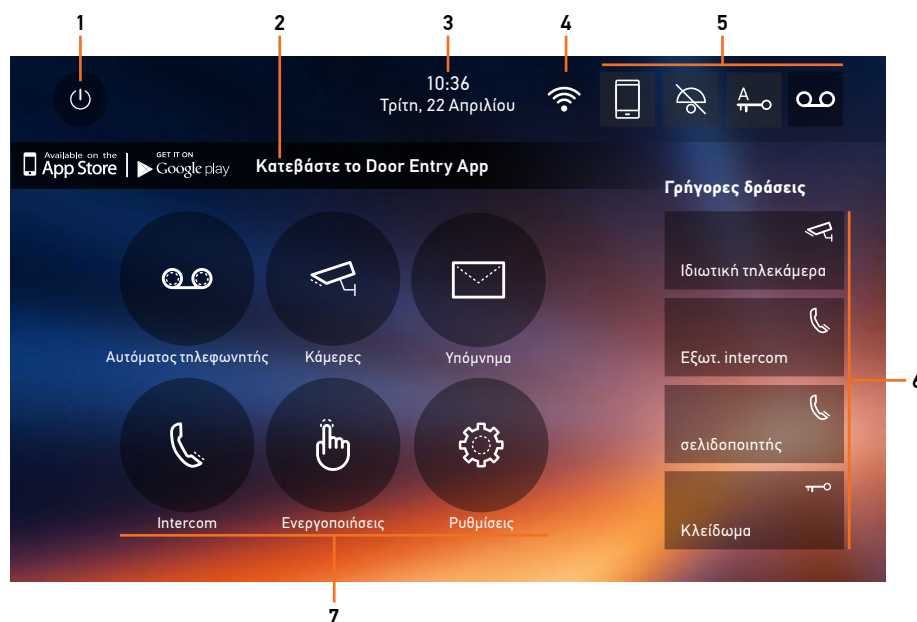 1
2
3
4
5
10:36
Τρίτη, 22 Απριλίου
A
Available on the
App Store
GET IT ON
Google play
Κατεβάστε το Door Entry App
Γρήγορες δράσεις
Ιδιωτική τηλεκάμερα
Εξωτ. intercom
6
σελιδοποιητής
Κλείδωμα
Αυτόματος τηλεφωνητής
Κάμερες
Υπόμνημα
Intercom
Ενεργοποιήσεις
Ρυθμίσεις
7